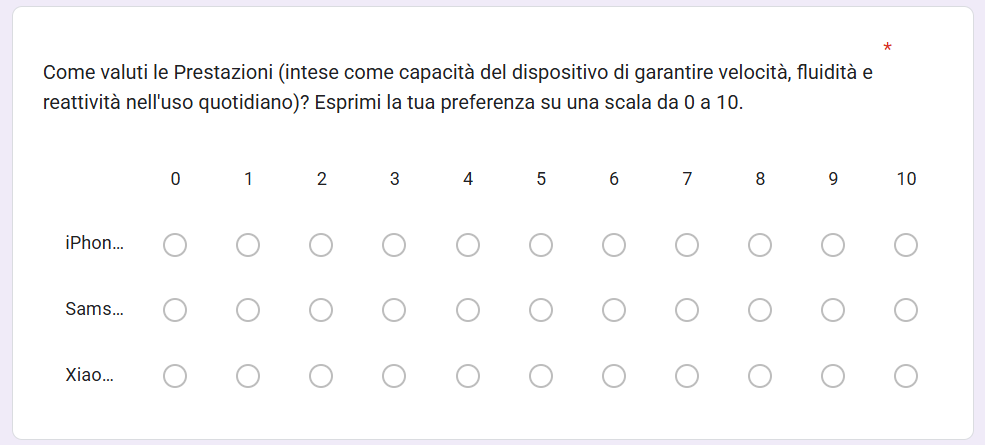 *
Come valuti le Prestazioni (intese come capacità del dispositivo di garantire velocità, fluidità e
reattività nell'uso quotidiano)? Esprimi la tua preferenza su una scala da 0 a 10.
0 1 2 3 4 5 6 7 8 9 10
iPhon...
Sams...
Xiao...